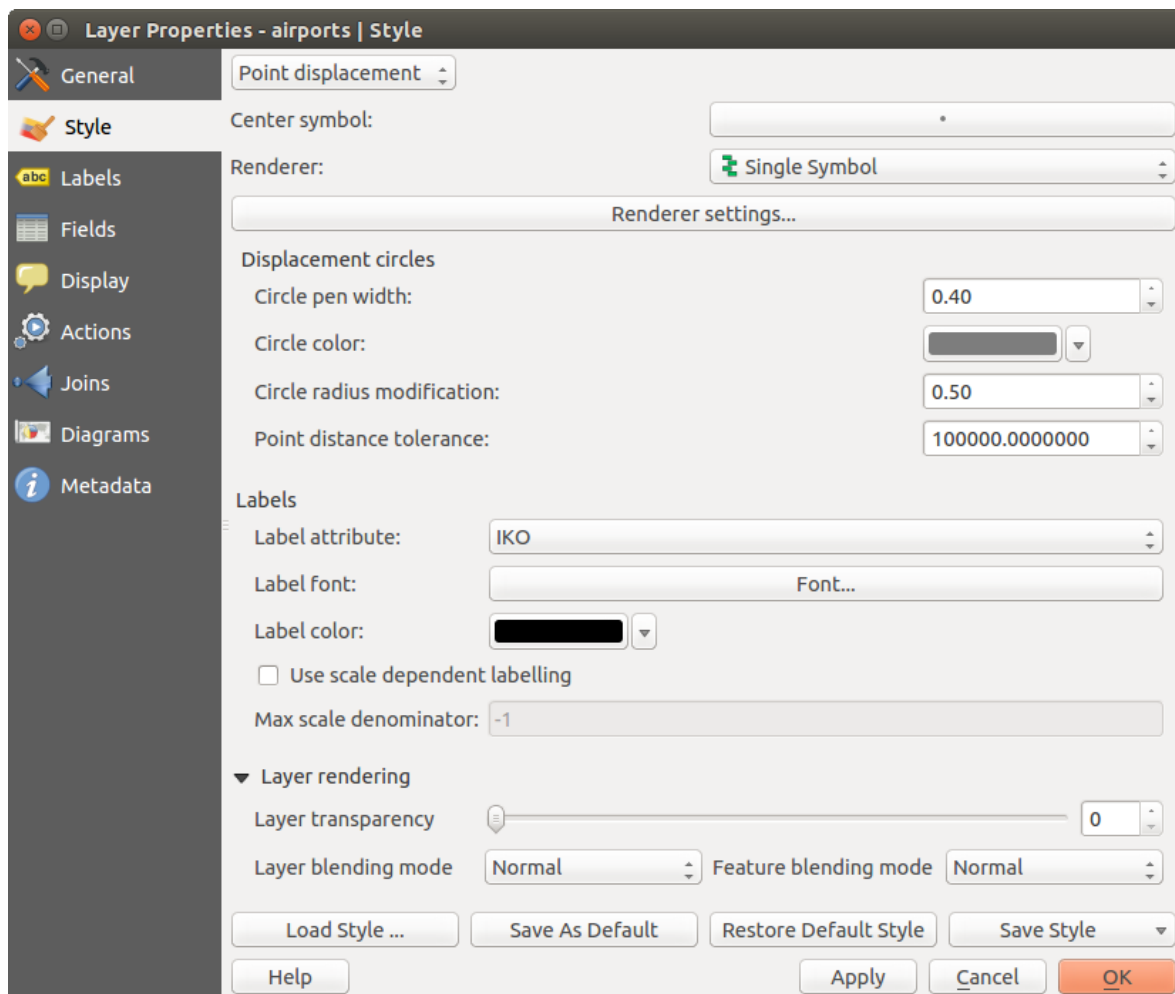 Layer Properties - airports | Style
General
Style
abc Labels
Fields
Display
Actions
Joins
Diagrams
i Metadata
Point displacement
Center symbol:
Renderer: Single Symbol
Renderer settings...
Displacement circles
Circle pen width: 0.40
Circle color:
Circle radius modification: 0.50
Point distance tolerance: 100000.0000000
Labels
Label attribute: IKO
Label font: Font...
Label color:
Use scale dependent labelling
Max scale denominator: -1
Layer rendering
Layer transparency 0
Layer blending mode Normal Feature blending mode Normal
Load Style ... Save As Default Restore Default Style Save Style
Help Apply Cancel OK